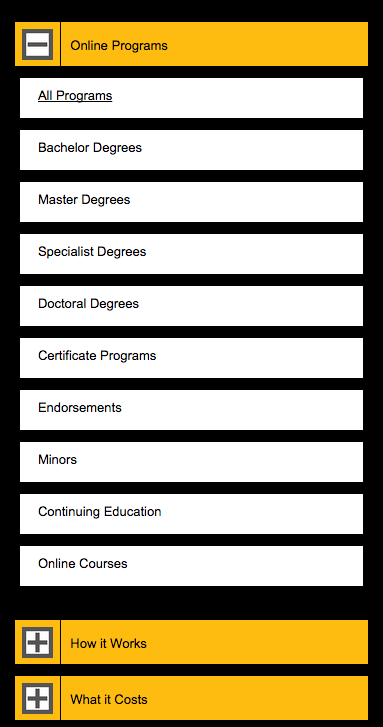 Online Programs
All Programs
Bachelor Degrees
Master Degrees
Specialist Degrees
Doctoral Degrees
Certificate Programs
Endorsements
Minors
Continuing Education
Online Courses
How it Works
What it Costs